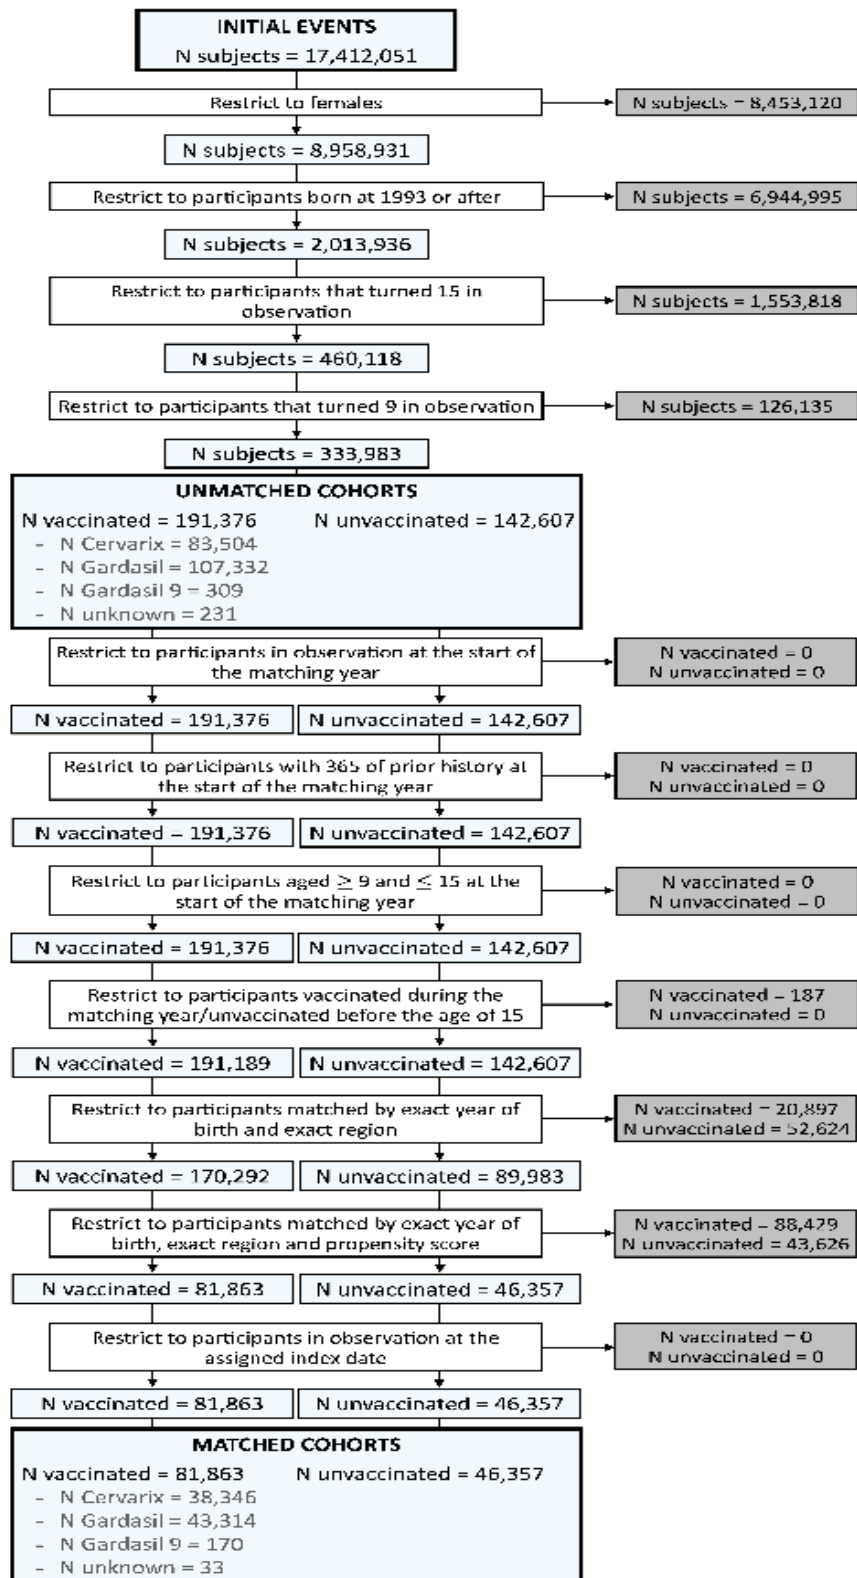 INITIAL EVENTS
N subjects = 17,412,051
Restrict to females
N subjects = 8,453,120
N subjects = 8,958,931
Restrict to participants born at 1993 or after
N subjects = 6,944,995
N subjects = 2,013,936
Restrict to participants that turned 15 in
observation
N subjects = 1,553,818
N subjects = 460,118
Restrict to participants that turned 9 in observation
N subjects = 126,135
N subjects = 333,983
UNMATCHED COHORTS
N vaccinated = 191,376 N unvaccinated = 142,607
- N Cervarix = 83,504
- N Gardasil = 107,332
- N Gardasil 9 = 309
- N unknown = 231
Restrict to participants in observation at the start of
the matching year
N vaccinated = 0
N unvaccinated = 0
N vaccinated = 191,376 N unvaccinated = 142,607
Restrict to participants with 365 of prior history at
the start of the matching year
N vaccinated = 0
N unvaccinated = 0
N vaccinated = 191,376 N unvaccinated = 142,607
Restrict to participants aged ≥ 9 and ≤ 15 at the
start of the matching year
N vaccinated = 0
N unvaccinated = 0
N vaccinated = 191,376 N unvaccinated = 142,607
Restrict to participants vaccinated during the
matching year/unvaccinated before the age of 15
N vaccinated = 187
N unvaccinated = 0
N vaccinated = 191,189 N unvaccinated = 142,607
Restrict to participants matched by exact year of
birth and exact region
N vaccinated = 20,897
N unvaccinated = 52,624
N vaccinated = 170,292 N unvaccinated = 89,983
Restrict to participants matched by exact year of
birth, exact region and propensity score
N vaccinated = 88,429
N unvaccinated = 43,626
N vaccinated = 81,863 N unvaccinated = 46,357
Restrict to participants in observation at the
assigned index date
N vaccinated = 0
N unvaccinated = 0
N vaccinated = 81,863 N unvaccinated = 46,357
MATCHED COHORTS
N vaccinated = 81,863 N unvaccinated = 46,357
- N Cervarix = 38,346
- N Gardasil = 43,314
- N Gardasil 9 = 170
- N unknown = 33